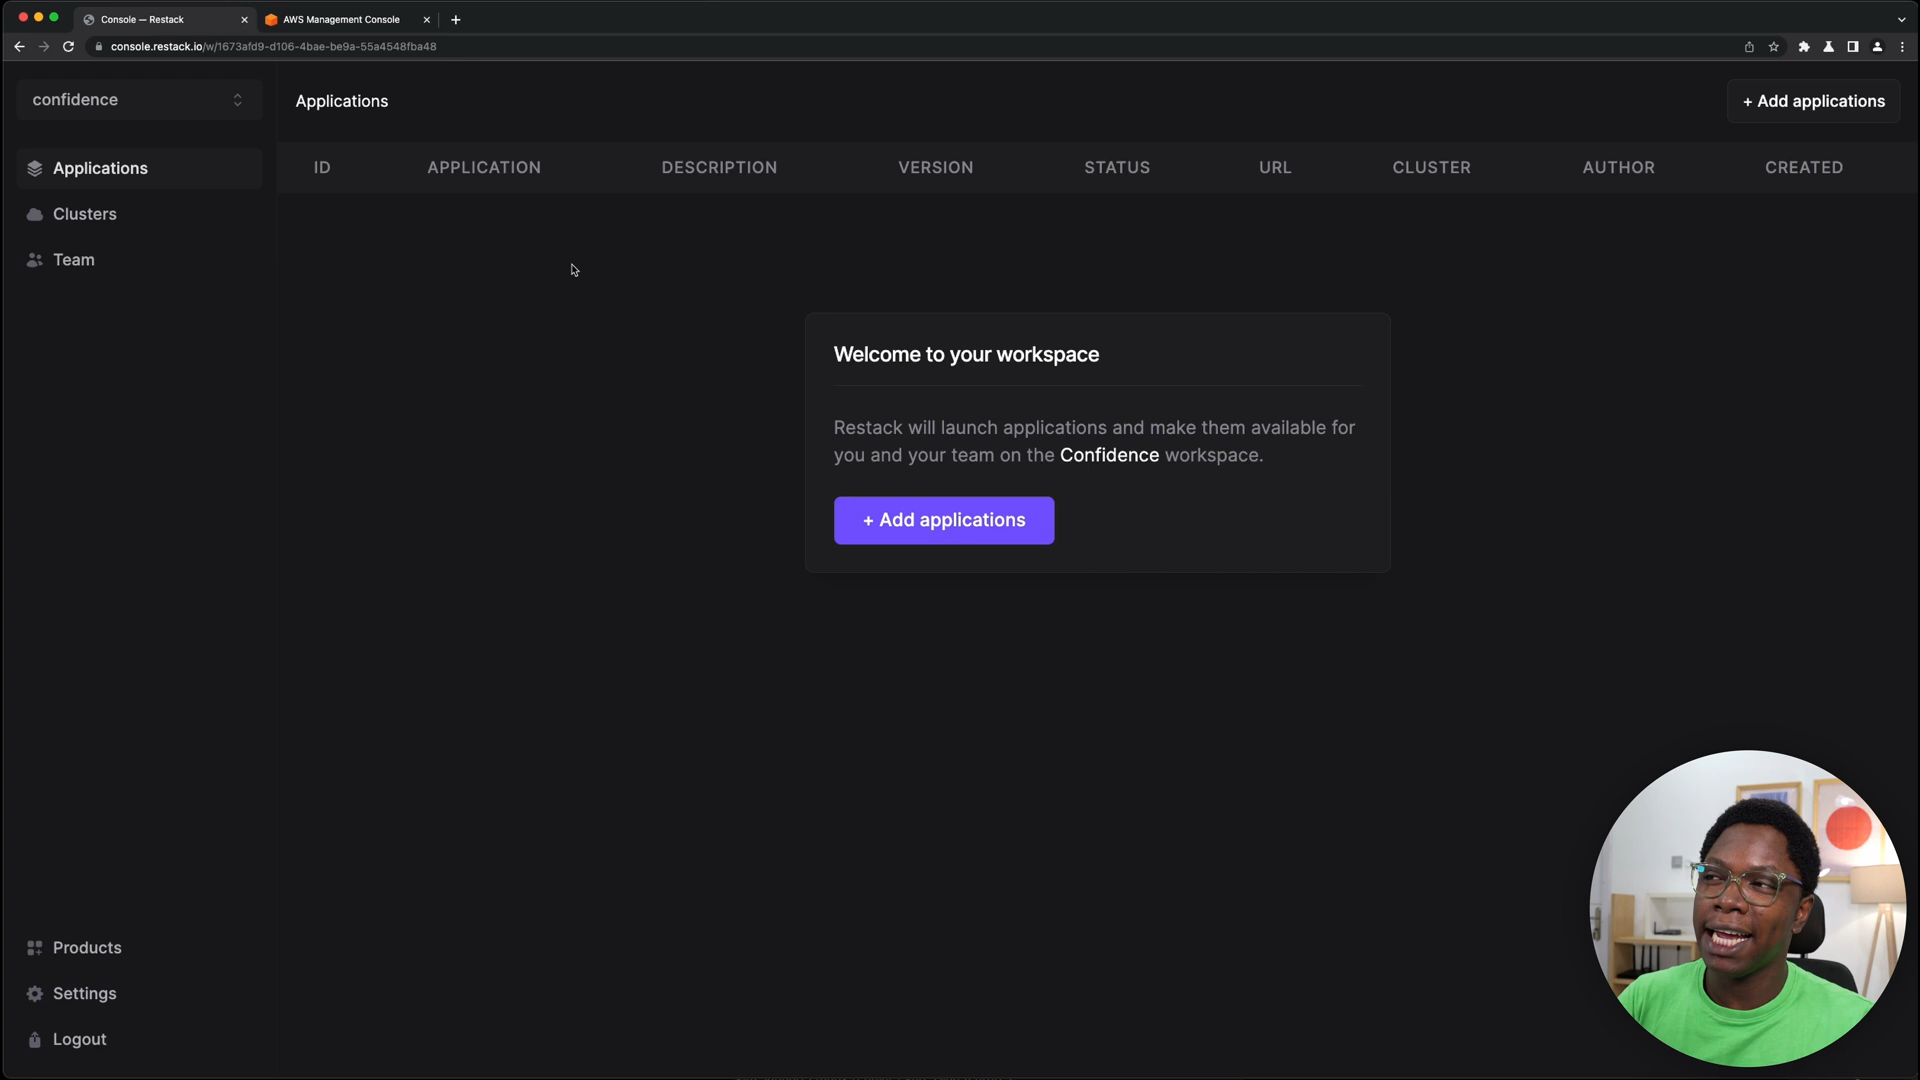 Console — Restack
AWS Management Console
console.restack.io/w/1673afd9-d106-4bae-be9a-55a4548fba48
confidence
Applications
+ Add applications
Applications
Clusters
Team
ID APPLICATION DESCRIPTION VERSION STATUS URL CLUSTER AUTHOR CREATED
Welcome to your workspace
Restack will launch applications and make them available for
you and your team on the Confidence workspace.
+ Add applications
Products
Settings
Logout